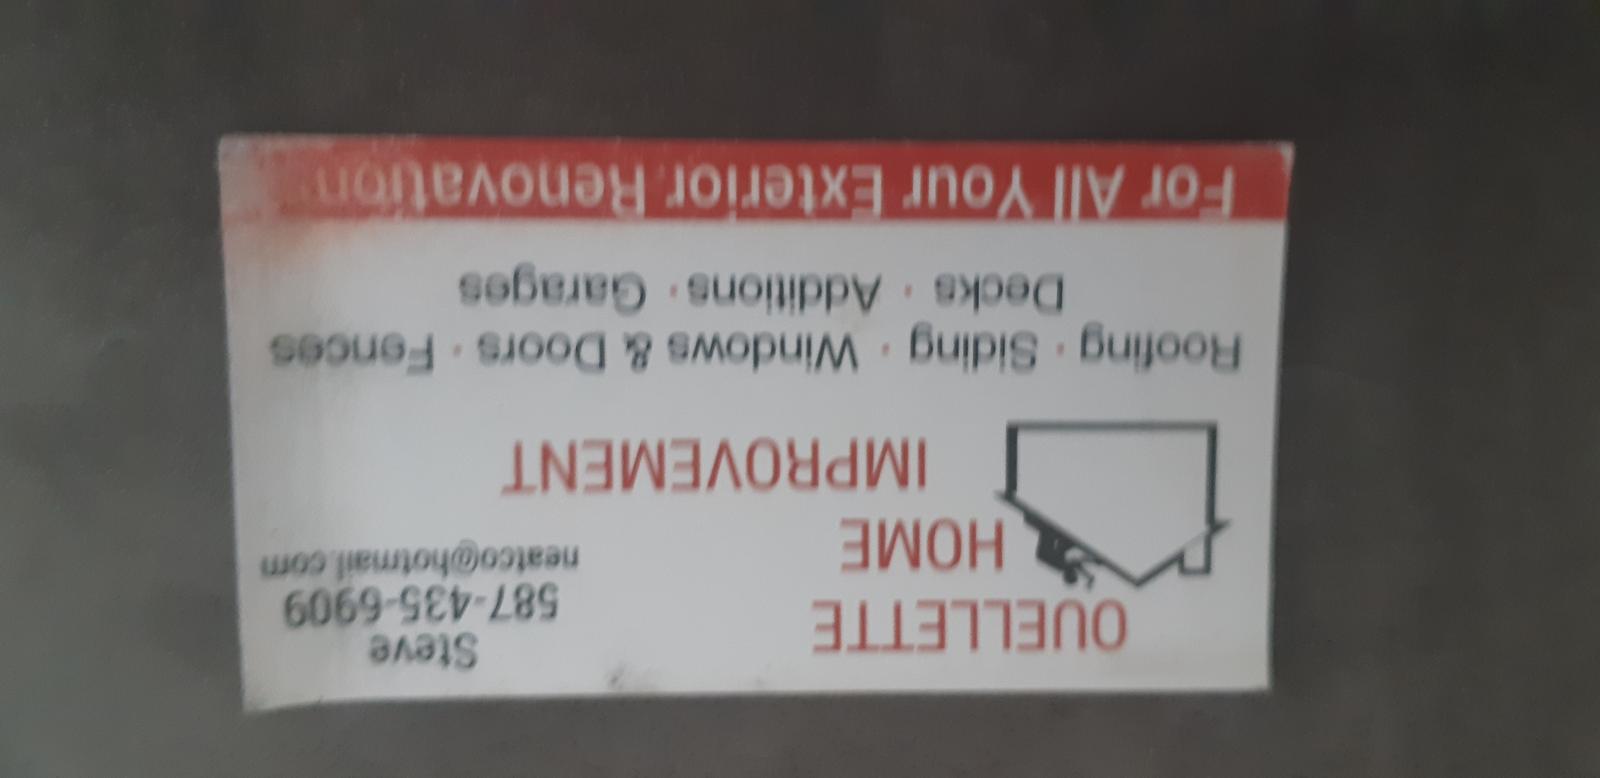 OUELLETTE
HOME
IMPROVEMENT
Steve
587-435-6909
neatco@hotmail.com
Roofing · Siding · Windows & Doors · Fences
Decks · Additions · Garages
For All Your Exterior Renovation